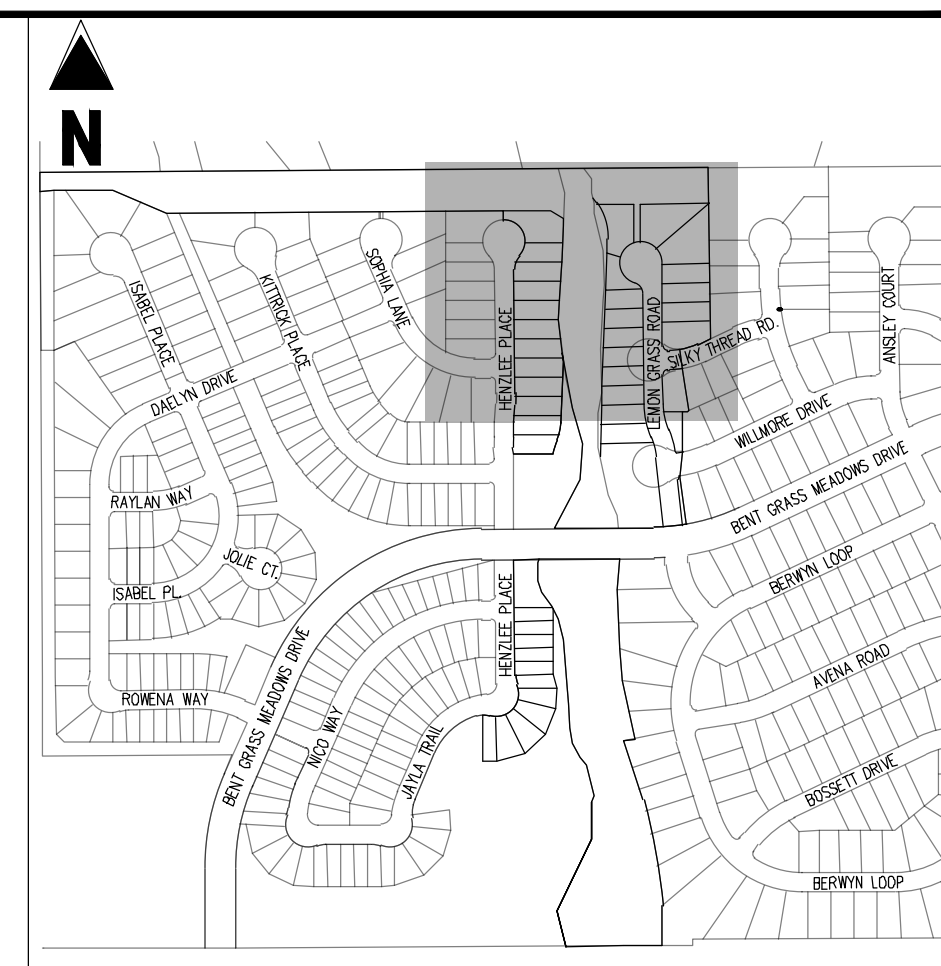 N
ISABEL PLACE
KITTRICK PLACE
SOPHIA LANE
HENZLEE PLACE
EMON GRASS ROAD
SILKY THREAD RD.
ANSLEY COURT
DAELYN DRIVE
WILLMORE DRIVE
BENT GRASS MEADOWS DRIVE
RAYLAN WAY
JOLIE CT.
ISABEL PL.
BERWYN LOOP
HENZLEE PLACE
AVENA ROAD
ROWENA WAY
BENT GRASS MEADOWS DRIVE
NICO WAY
JAYLA TRAIL
BOSSETT DRIVE
BERWYN LOOP